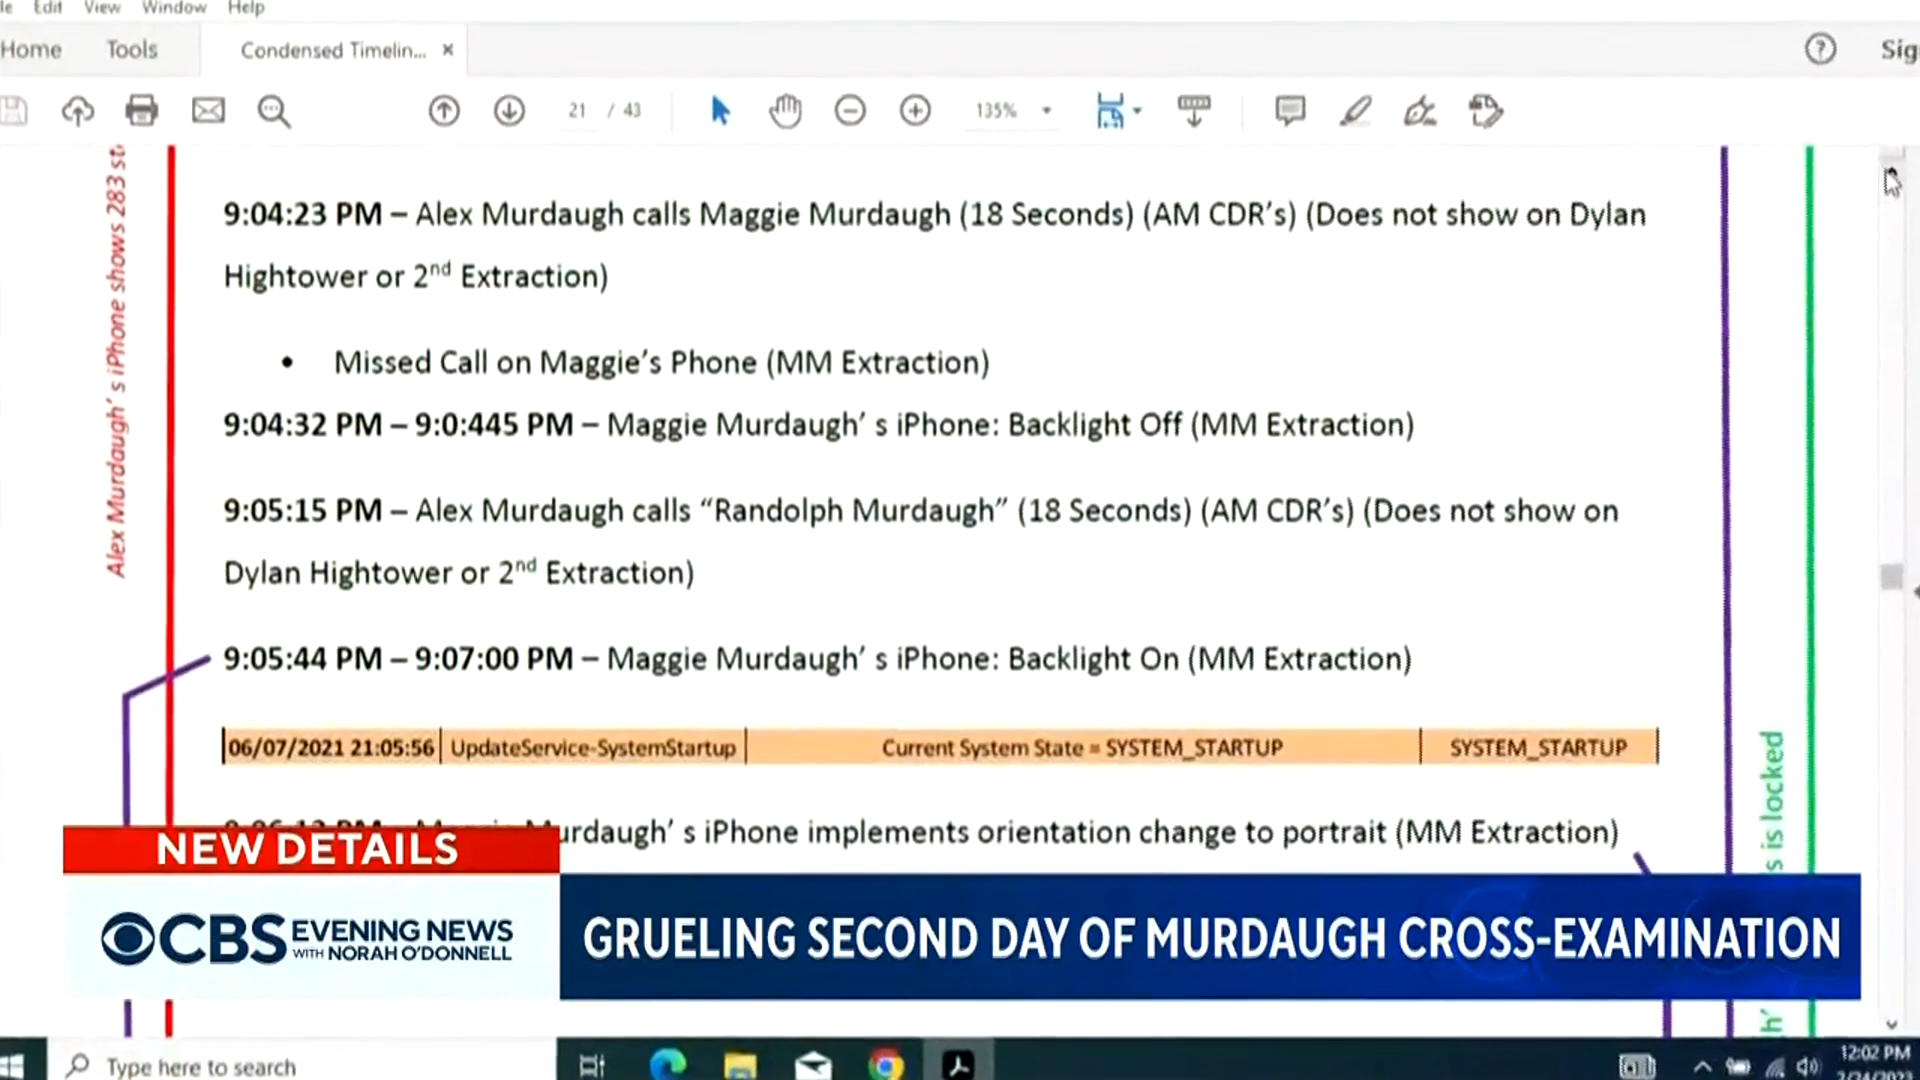 Edit View Window Help
Home Tools Condensed Timelin... ×
21 / 43 135%
Alex Murdaugh' s iPhone shows 283
9:04:23 PM – Alex Murdaugh calls Maggie Murdaugh (18 Seconds) (AM CDR's) (Does not show on Dylan
Hightower or 2nd Extraction)
• Missed Call on Maggie's Phone (MM Extraction)
9:04:32 PM – 9:0:445 PM – Maggie Murdaugh' s iPhone: Backlight Off (MM Extraction)
9:05:15 PM – Alex Murdaugh calls “Randolph Murdaugh” (18 Seconds) (AM CDR's) (Does not show on
Dylan Hightower or 2nd Extraction)
9:05:44 PM – 9:07:00 PM – Maggie Murdaugh' s iPhone: Backlight On (MM Extraction)
06/07/2021 21:05:56 UpdateService-SystemStartup Current System State = SYSTEM_STARTUP SYSTEM_STARTUP
urdaugh' s iPhone implements orientation change to portrait (MM Extraction)
s is locked
NEW DETAILS
CBS EVENING NEWS
WITH NORAH O'DONNELL
GRUELING SECOND DAY OF MURDAUGH CROSS-EXAMINATION
Type here to search
12:02 PM